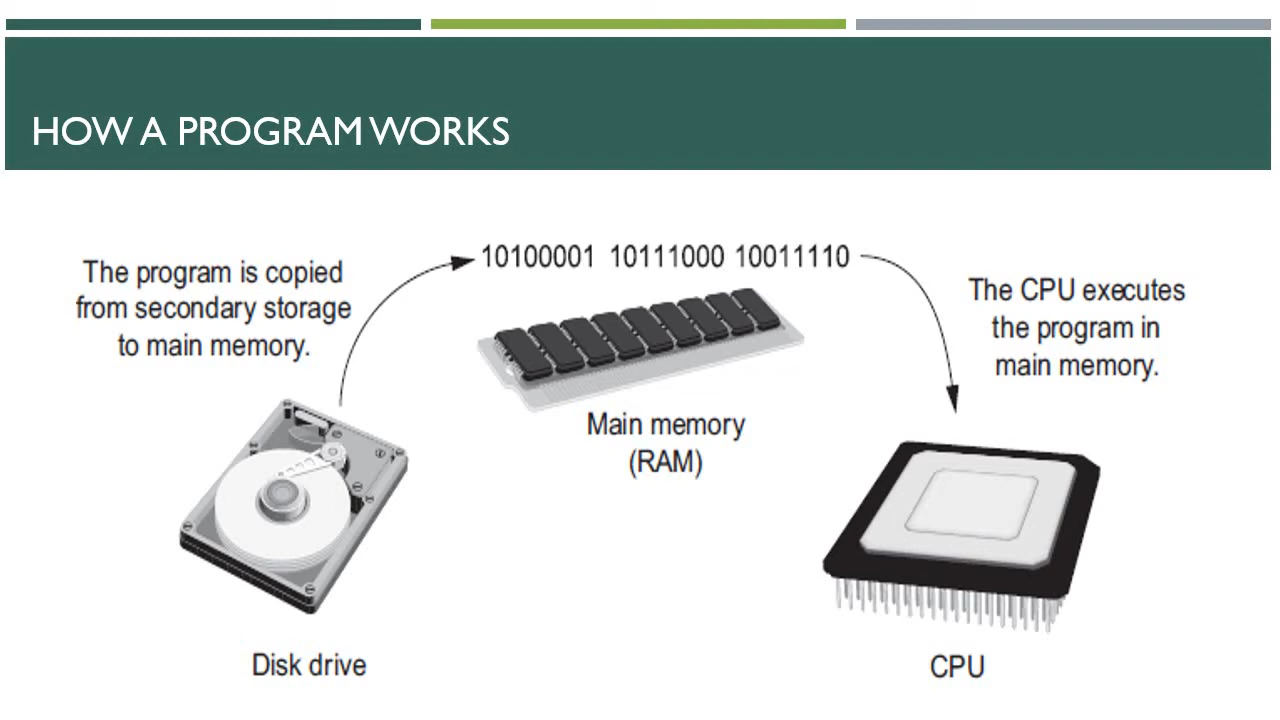 HOW A PROGRAM WORKS
The program is copied
from secondary storage
to main memory.
10100001 10111000 10011110
The CPU executes
the program in
main memory.
Main memory
(RAM)
Disk drive
CPU